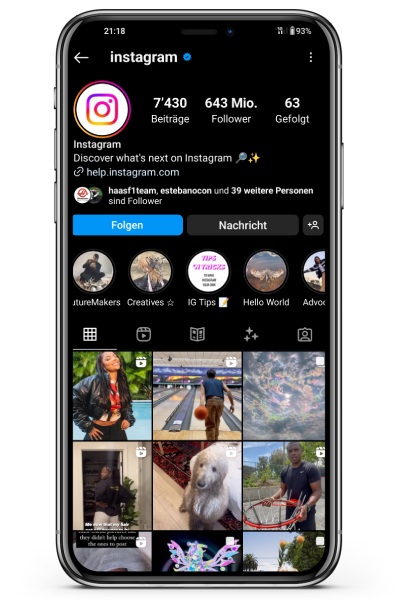 21:18
93%
instagram
7'430
643 Mio.
63
Beiträge
Follower
Gefolgt
Instagram
Discover what's next on Instagram 🔎✨
help.instagram.com
haasf1team, estebanocon und 39 weitere Personen
sind Follower
Folgen
Nachricht
utureMakers
Creatives ☆
IG Tips 📝
Hello World
Advoc
TIPS
'N TRICKS
they didn't help choose
the ones to post